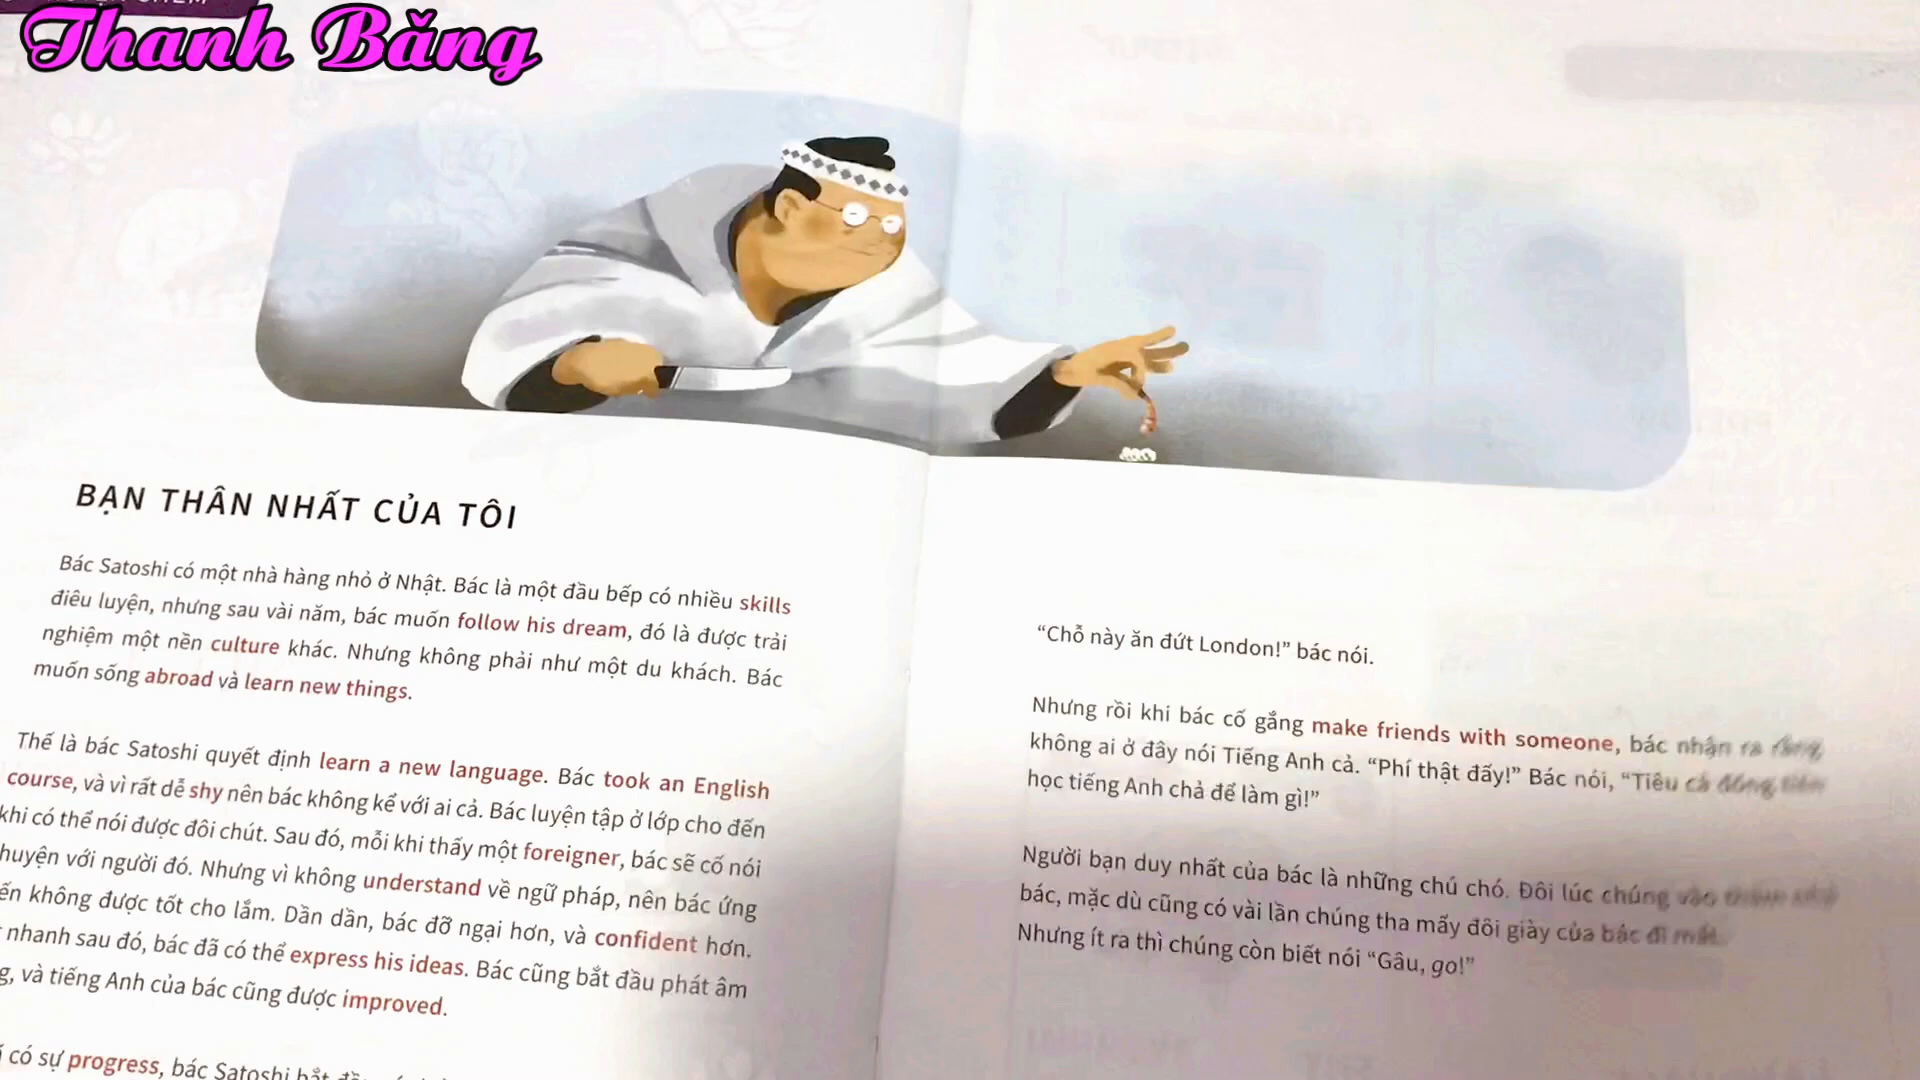 Thanh Băng
BẠN THÂN NHẤT CỦA TÔI
Bác Satoshi có một nhà hàng nhỏ ở Nhật. Bác là một đầu bếp có nhiều skills
điêu luyện, nhưng sau vài năm, bác muốn follow his dream, đó là được trải
nghiệm một nền culture khác. Nhưng không phải như một du khách. Bác
muốn sống abroad và learn new things.
Thế là bác Satoshi quyết định learn a new language. Bác took an English
course, và vì rất dễ shy nên bác không kể với ai cả. Bác luyện tập ở lớp cho đến
khi có thể nói được đôi chút. Sau đó, mỗi khi thấy một foreigner, bác sẽ cố nói
huyện với người đó. Nhưng vì không understand về ngữ pháp, nên bác ứng
ến không được tốt cho lắm. Dần dần, bác đỡ ngại hơn, và confident hơn.
nhanh sau đó, bác đã có thể express his ideas. Bác cũng bắt đầu phát âm
g, và tiếng Anh của bác cũng được improved.
có sự progress, bác Satoshi bắt
“Chỗ này ăn đứt London!” bác nói.
Nhưng rồi khi bác cố gắng make friends with someone, bác nhận ra rằng
không ai ở đây nói Tiếng Anh cả. “Phí thật đấy!” Bác nói, “Tiêu cả đống tiền
học tiếng Anh chả để làm gì!”
Người bạn duy nhất của bác là những chú chó. Đôi lúc chúng vào thăm nhà
bác, mặc dù cũng có vài lần chúng tha mấy đôi giày của bác đi mất.
Nhưng ít ra thì chúng còn biết nói “Gâu, go!”